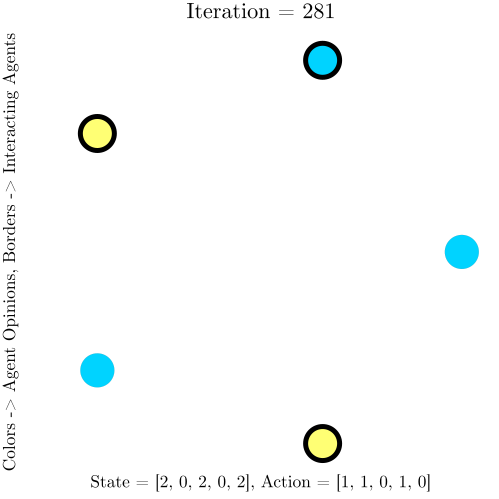 Iteration = 281
Colors -> Agent Opinions, Borders -> Interacting Agents
State = [2, 0, 2, 0, 2], Action = [1, 1, 0, 1, 0]